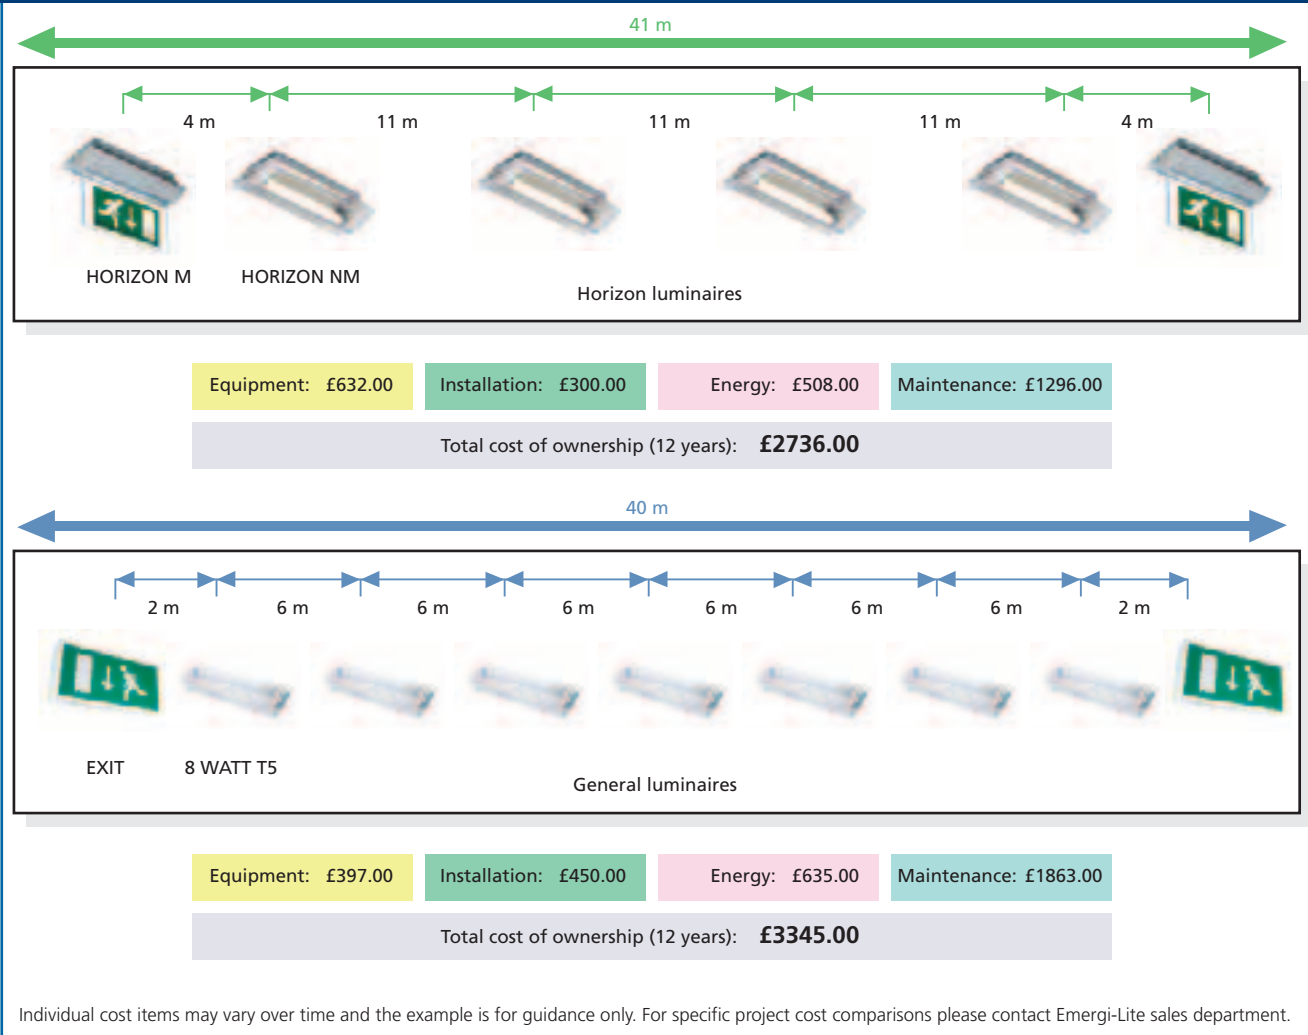 41 m
4 m 11 m 11 m 11 m 4 m
HORIZON M HORIZON NM
Horizon luminaires
Equipment: £632.00 Installation: £300.00 Energy: £508.00 Maintenance: £1296.00
Total cost of ownership (12 years): £2736.00
40 m
2 m 6 m 6 m 6 m 6 m 6 m 6 m 2 m
EXIT 8 WATT T5
General luminaires
Equipment: £397.00 Installation: £450.00 Energy: £635.00 Maintenance: £1863.00
Total cost of ownership (12 years): £3345.00
Individual cost items may vary over time and the example is for guidance only. For specific project cost comparisons please contact Emergi-Lite sales department.